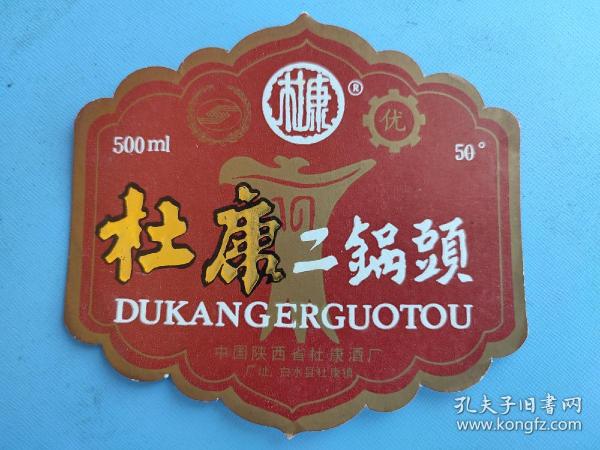 杜康 ®
优
500ml
50°
杜康二鍋頭
DUKANGERGUOTOU
中国陕西省杜康酒厂
厂址:白水县杜康镇
孔夫子旧书网
www.kongfz.com